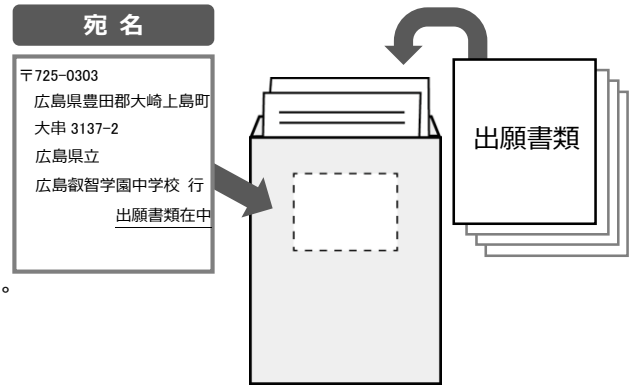 宛名
〒725-0303
広島県豊田郡大崎上島町
大串 3137-2
広島県立
広島叡智学園中学校 行
出願書類在中
出願書類
。